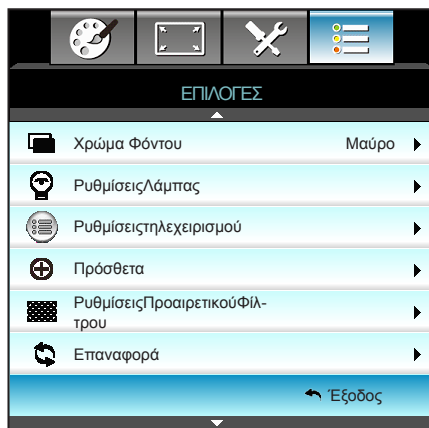 ΕΠΙΛΟΓΕΣ
Χρώμα Φόντου Μαύρο
ΡυθμίσειςΛάμπας
Ρυθμίσειςτηλεχειρισμού
Πρόσθετα
ΡυθμίσειςΠροαιρετικούΦίλ-
τρου
Επαναφορά
Έξοδος